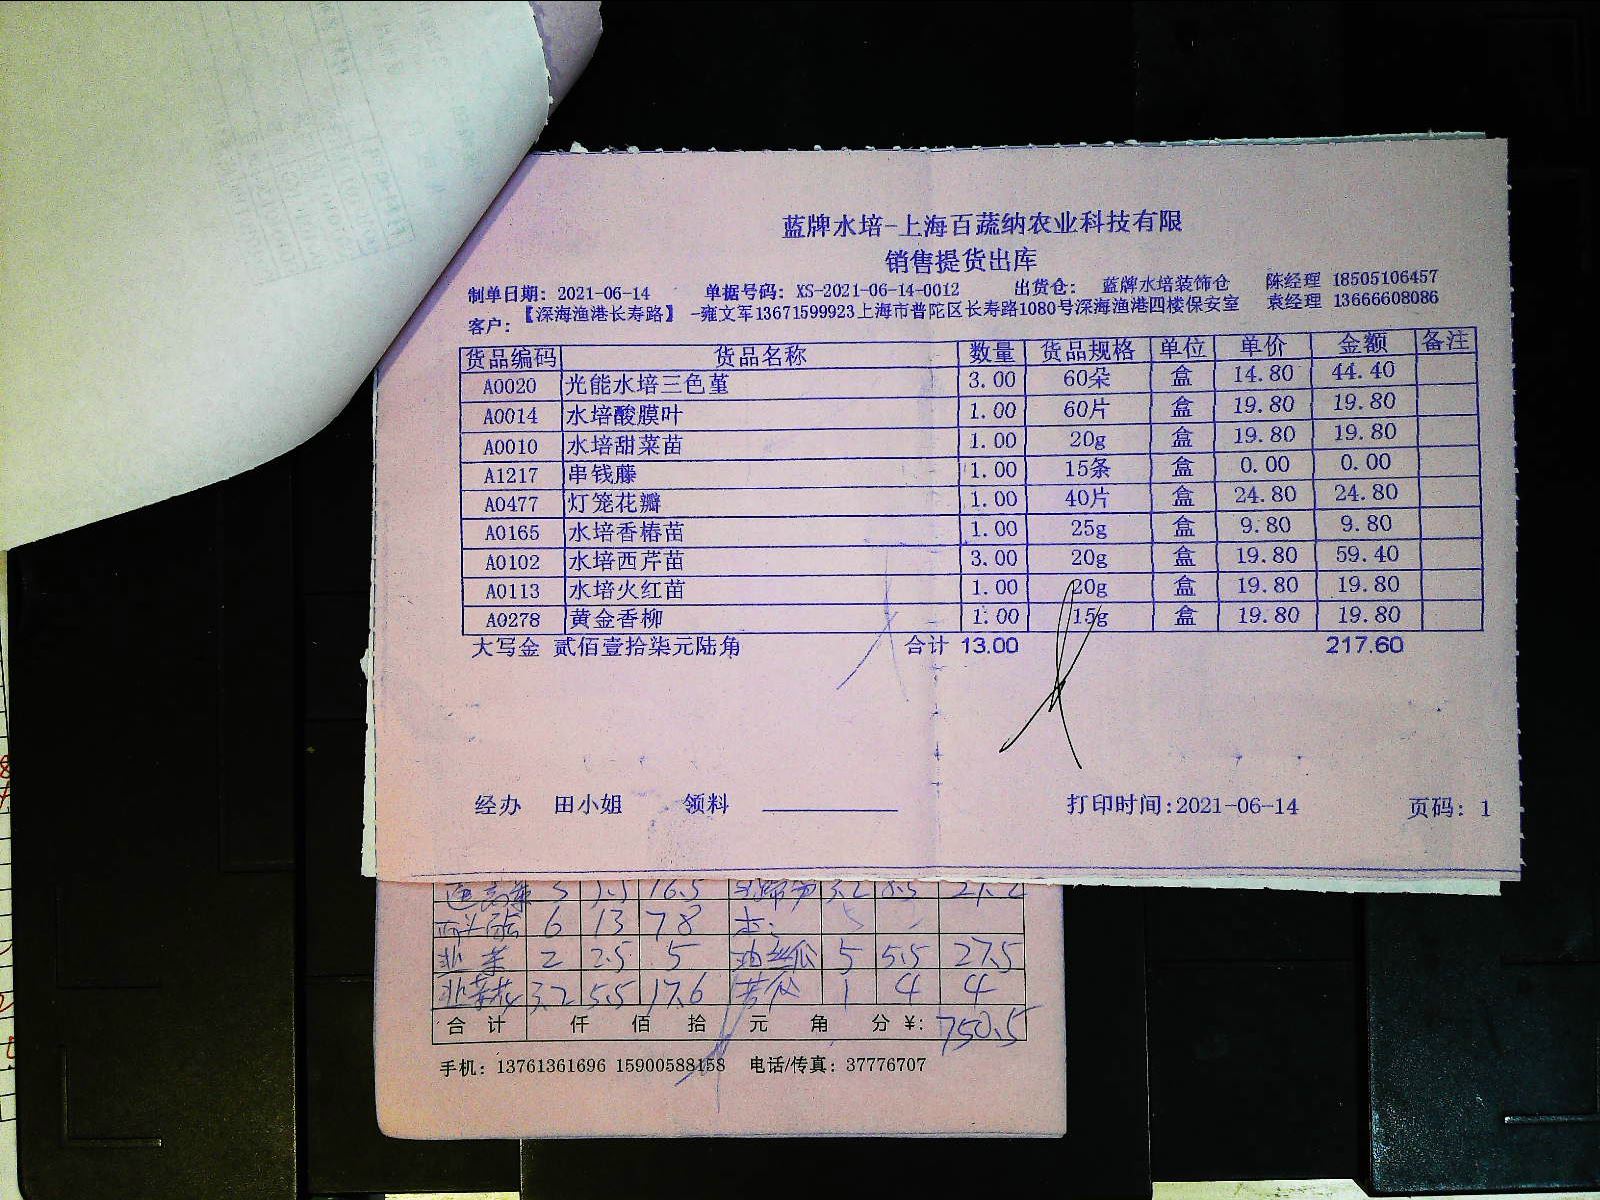 蓝牌水培-上海百蔬纳农业科技有限
销售提货出库
制单日期: 2021-06-14 单据号码: XS-2021-06-14-0012 出货仓: 蓝牌水培装饰仓 陈经理 18505106457
客户: 【深海渔港长寿路】 -雍文军13671599923上海市普陀区长寿路1080号深海渔港四楼保安室 袁经理 13666608086
货品编码 货品名称 数量 货品规格 单位 单价 金额 备注
A0020 光能水培三色堇 3.00 60朵 盒 14.80 44.40
A0014 水培酸膜叶 1.00 60片 盒 19.80 19.80
A0010 水培甜菜苗 1.00 20g 盒 19.80 19.80
A1217 串钱藤 1.00 15条 盒 0.00 0.00
A0477 灯笼花瓣 1.00 40片 盒 24.80 24.80
A0165 水培香椿苗 1.00 25g 盒 9.80 9.80
A0102 水培西芹苗 3.00 20g 盒 19.80 59.40
A0113 水培火红苗 1.00 20g 盒 19.80 19.80
A0278 黄金香柳 1.00 15g 盒 19.80 19.80
大写金 贰佰壹拾柒元陆角 合计 13.00 217.60
经办 田小姐 领料 打印时间:2021-06-14 页码: 1
16.5
6 13 78
韭菜 2 2.5 5 5 5.5 27.5
3.2 5.5 17.6 1 4 4
合计 仟 佰 拾 元 角 分 ¥: 750.5
手机: 13761361696 15900588158 电话/传真: 37776707